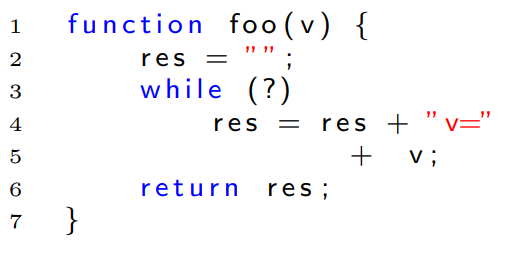 1 function foo(v) {
2 res = "";
3 while (?)
4 res = res + "v="
5 + v;
6 return res;
7 }